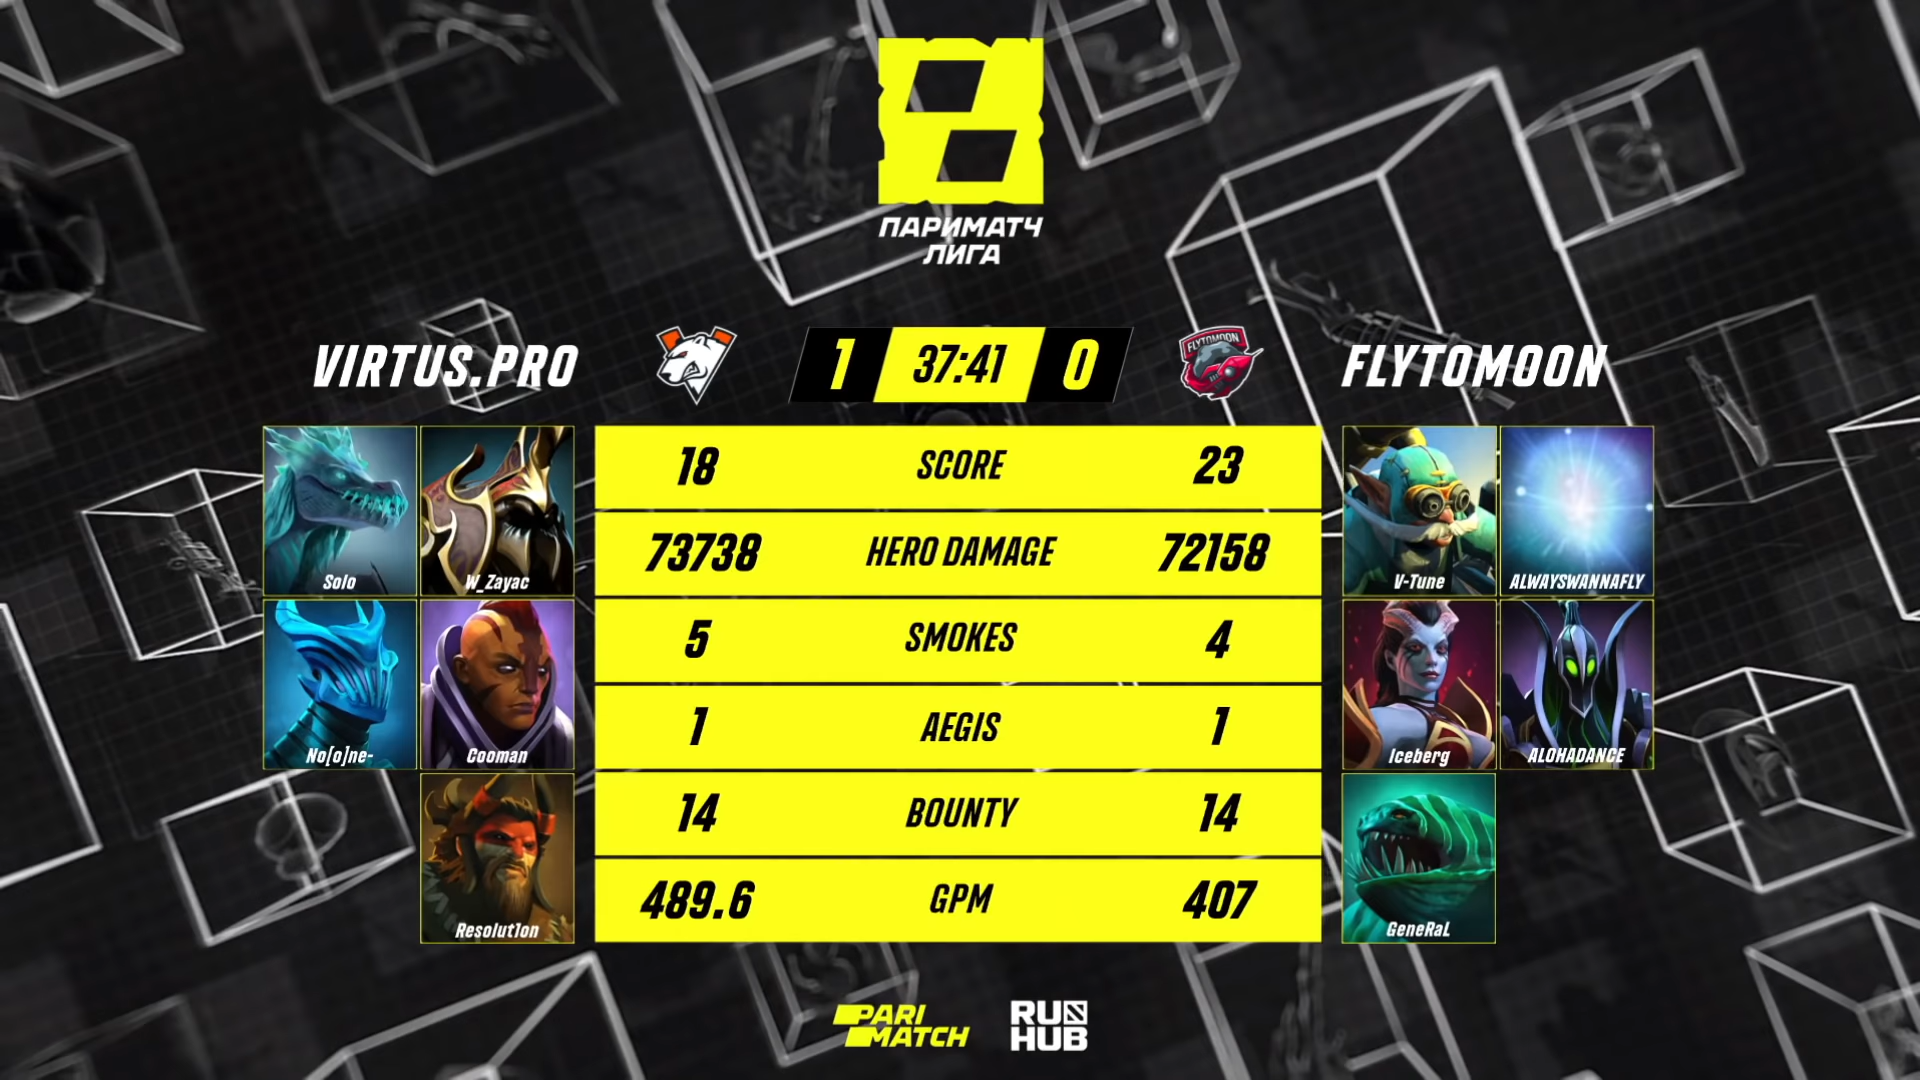 ПАРИМАТЧ
ЛИГА
VIRTUS.PRO
1
37:41
0
FLYTOMOON
FLYTOMOON
Solo
W_Zayac
No[o]ne-
Cooman
Resolut1on
18 SCORE 23
73738 HERO DAMAGE 72158
5 SMOKES 4
1 AEGIS 1
14 BOUNTY 14
489.6 GPM 407
V-Tune
ALWAYSWANNAFLY
Iceberg
ALOHADANCE
GeneRaL
PARI
MATCH
RU
HUB